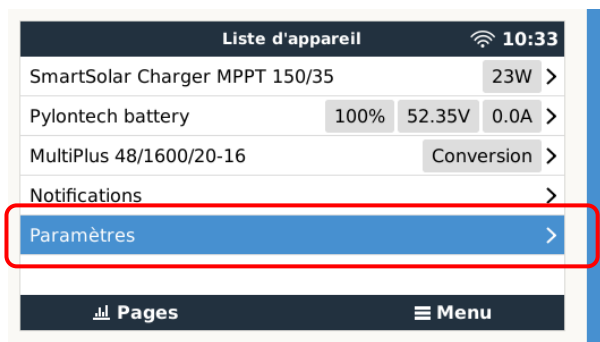 Liste d'appareil 10:33
SmartSolar Charger MPPT 150/35 23W
Pylontech battery 100% 52.35V 0.0A
MultiPlus 48/1600/20-16 Conversion
Notifications
Paramètres
Pages Menu